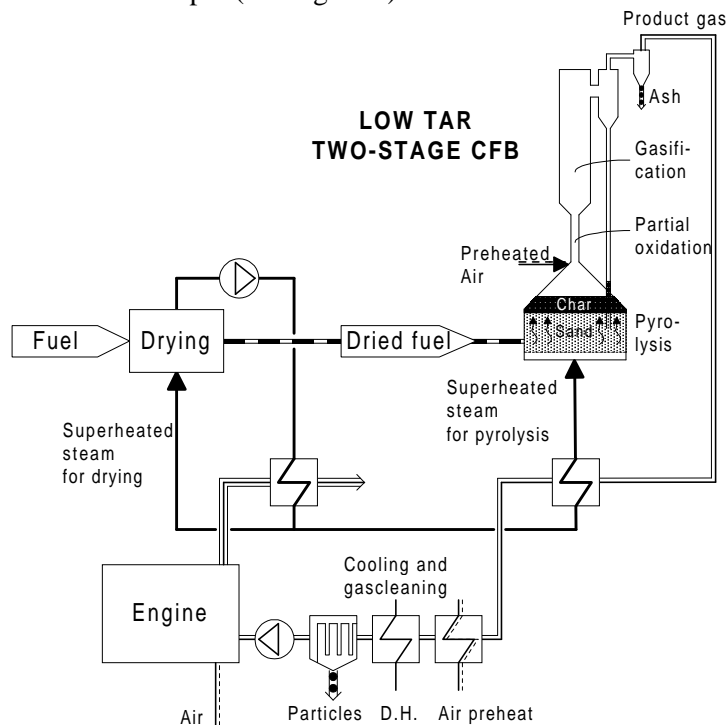 Product gas
Ash
LOW TAR
TWO-STAGE CFB
Gasifi-
cation
Partial
oxidation
Preheated
Air
Char
Sand
Pyro-
lysis
Fuel
Drying
Dried fuel
Superheated
steam
for drying
Superheated
steam
for pyrolysis
Cooling and
gascleaning
Engine
Air
Particles
D.H.
Air preheat